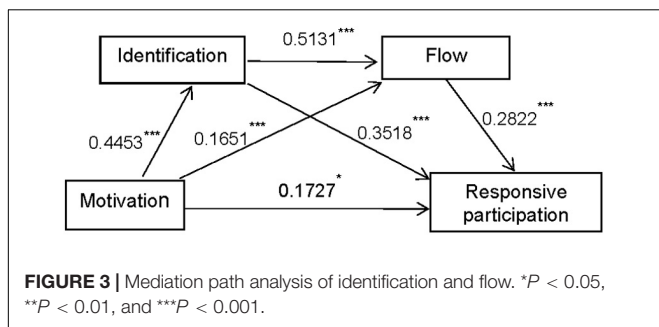 0.5131***
Identification
Flow
0.4453***
0.1651***
0.3518***
0.2822***
Motivation
0.1727*
Responsive
participation
FIGURE 3 | Mediation path analysis of identification and flow. *P < 0.05,
**P < 0.01, and ***P < 0.001.